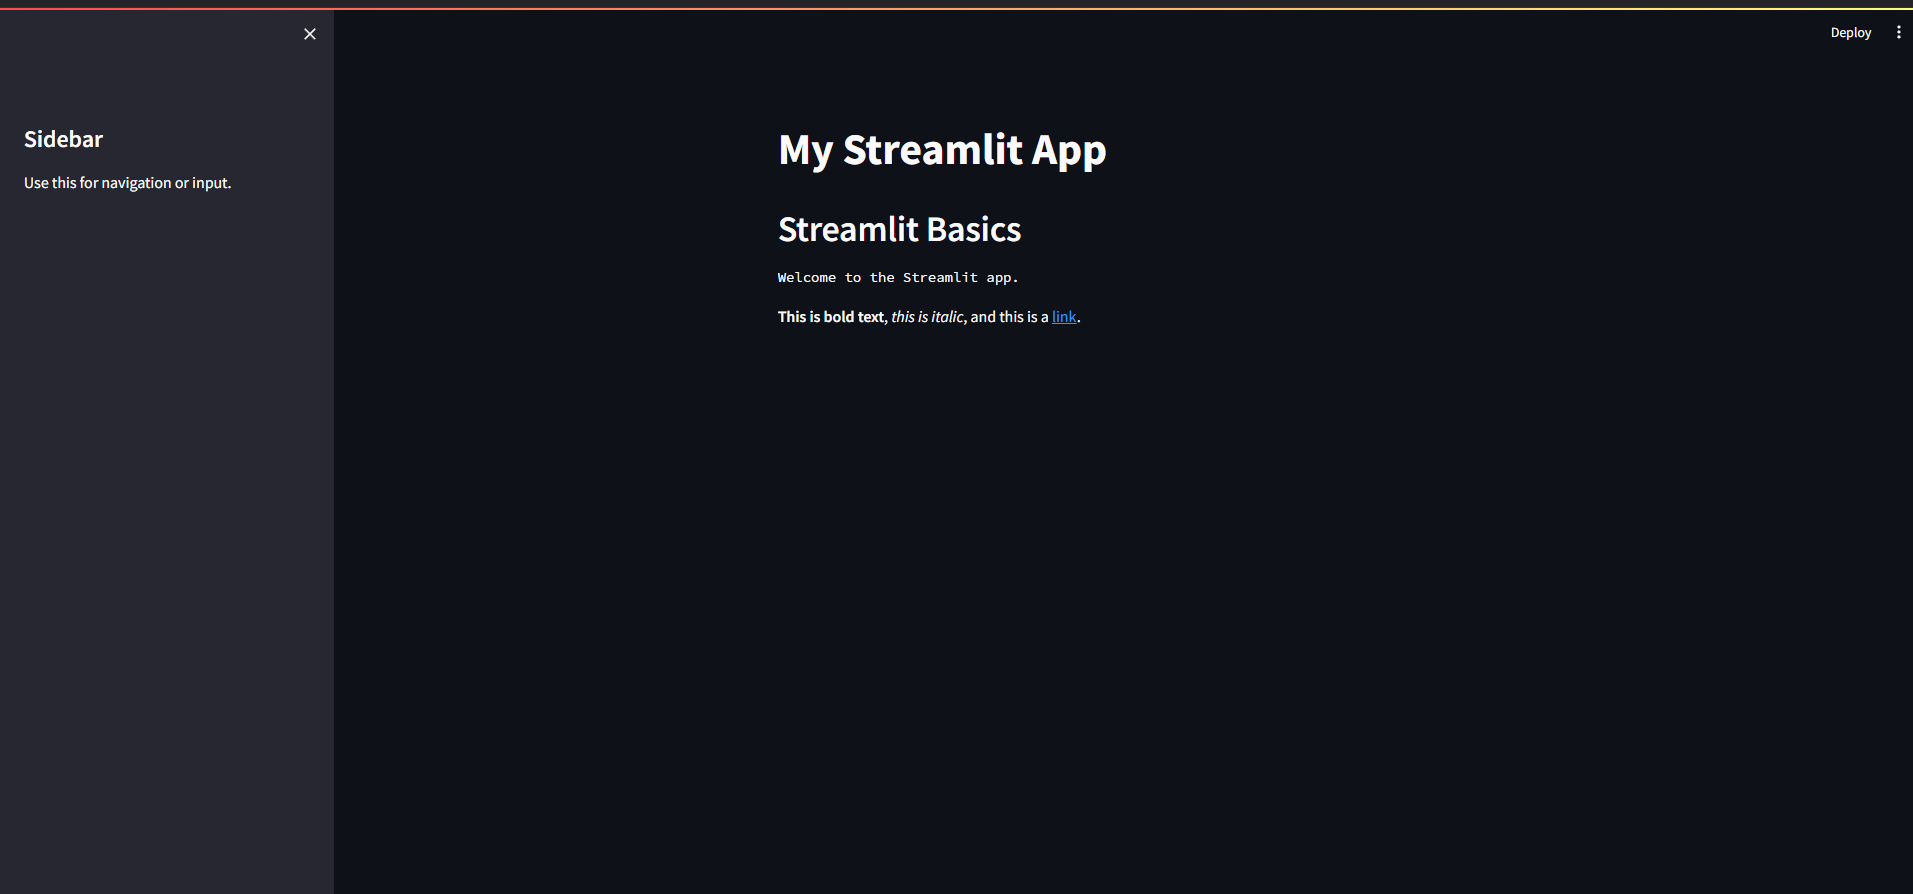 Deploy
Sidebar
Use this for navigation or input.
My Streamlit App
Streamlit Basics
Welcome to the Streamlit app.
This is bold text, this is italic, and this is a link.